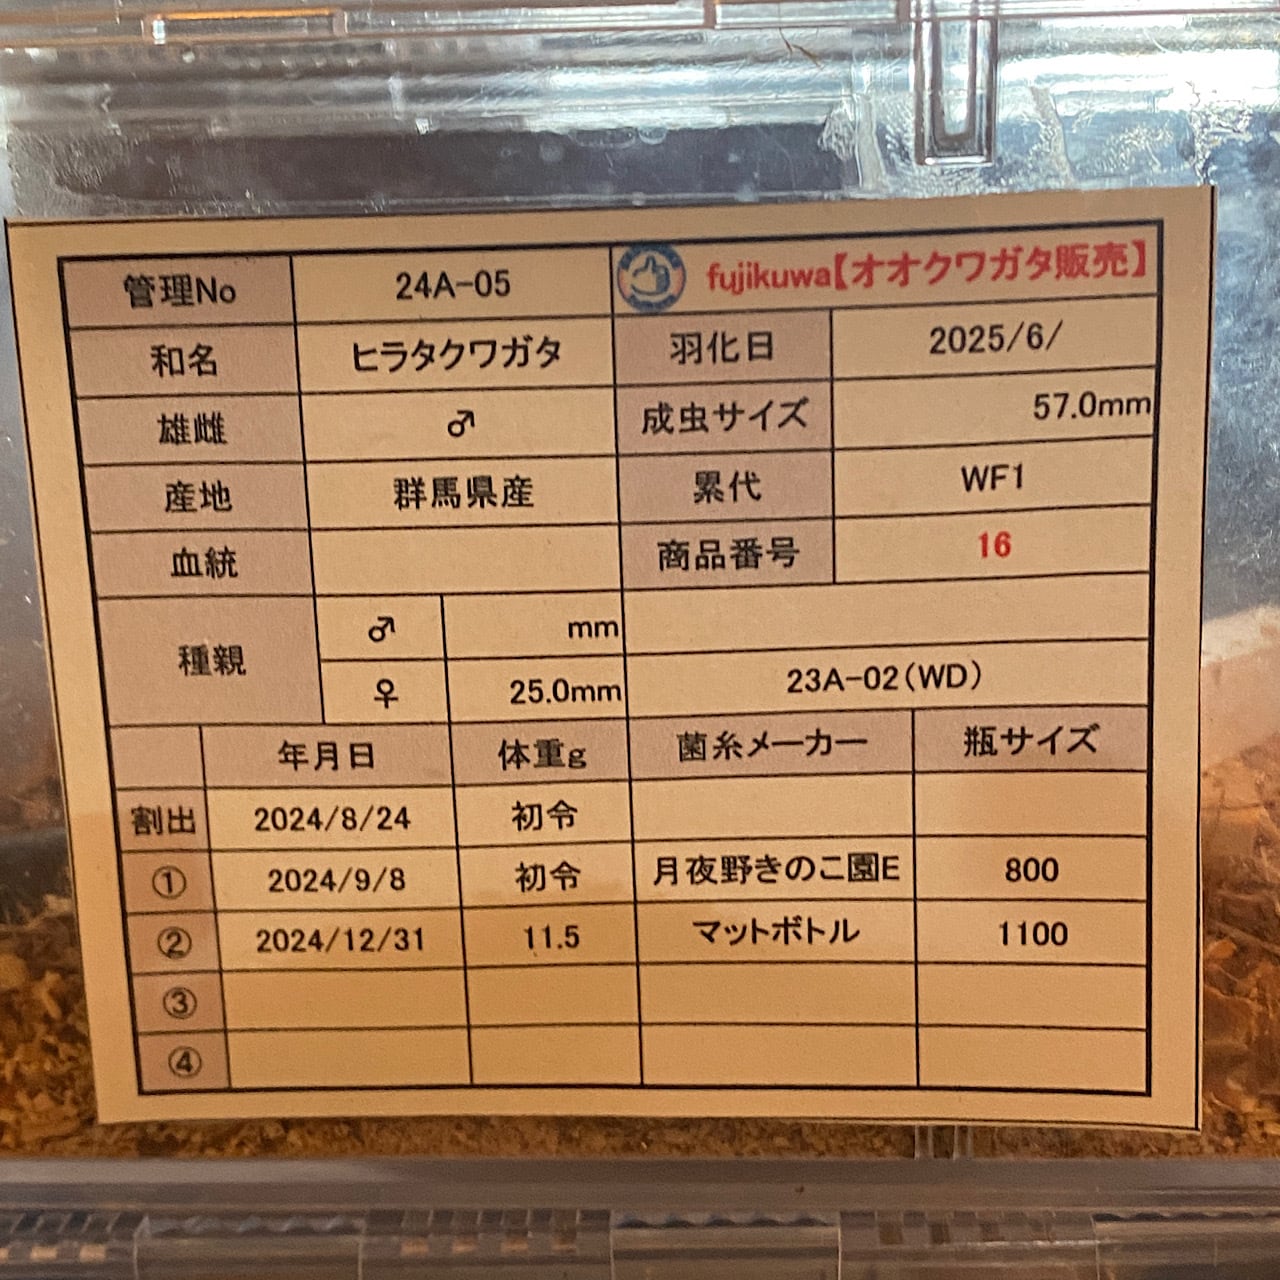 管理No 24A-05 fujikuwa【オオクワガタ販売】
和名 ヒラタクワガタ 羽化日 2025/6/
雄雌 ♂ 成虫サイズ 57.0mm
産地 群馬県産 累代 WF1
血統 商品番号 16
種親 ♂ mm
♀ 25.0mm 23A-02(WD)
年月日 体重g 菌糸メーカー 瓶サイズ
割出 2024/8/24 初令
① 2024/9/8 初令 月夜野きのこ園E 800
② 2024/12/31 11.5 マットボトル 1100
③
④